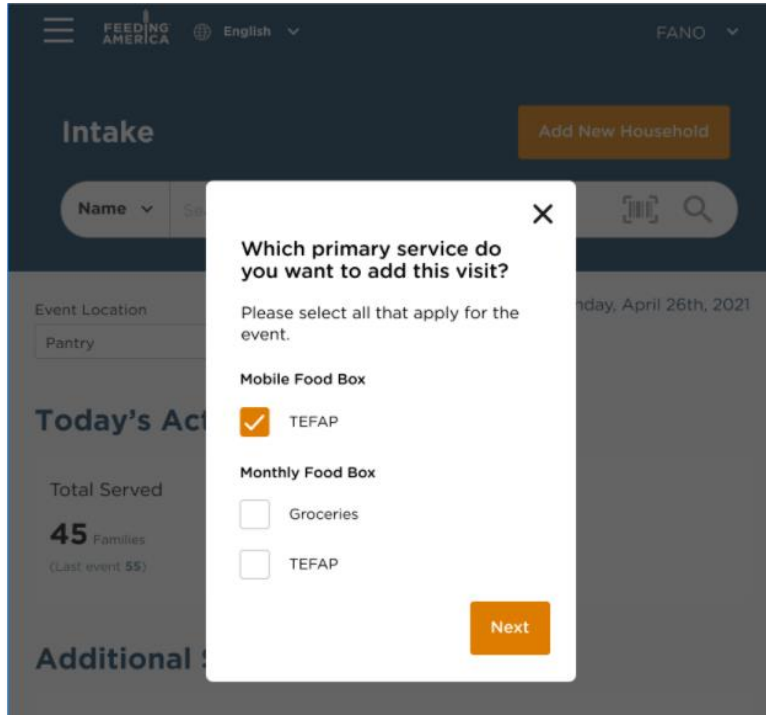 FEEDING
AMERICA
English
FANO
Intake
Add New Household
Name
Which primary service do
you want to add this visit?
Please select all that apply for the
event.
Mobile Food Box
TEFAP
Monthly Food Box
Groceries
TEFAP
Next
Event Location
April 26th, 2021
Pantry
Today's
Total Served
45 Families
(Last event 55)
Additional